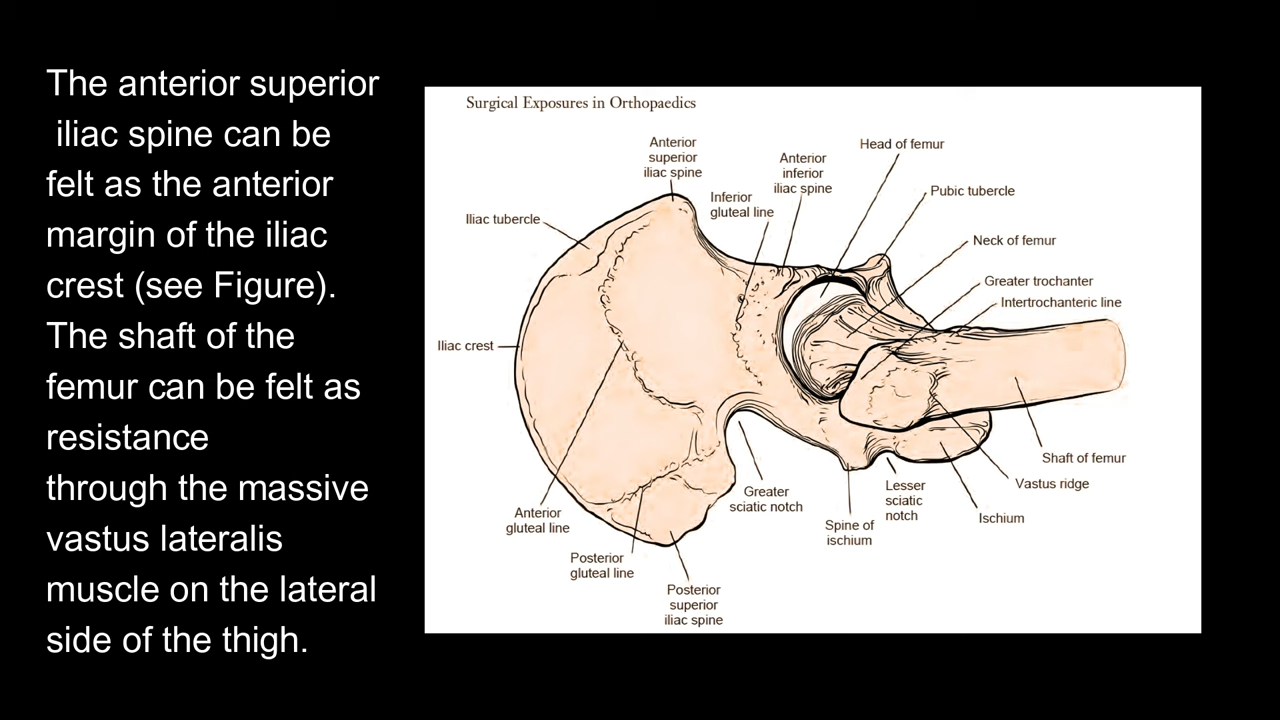 The anterior superior
iliac spine can be
felt as the anterior
margin of the iliac
crest (see Figure).
The shaft of the
femur can be felt as
resistance
through the massive
vastus lateralis
muscle on the lateral
side of the thigh.
Surgical Exposures in Orthopaedics
Anterior
superior
iliac spine
Head of femur
Anterior
inferior
iliac spine
Inferior
gluteal line
Pubic tubercle
Iliac tubercle
Neck of femur
Greater trochanter
Intertrochanteric line
Iliac crest
Shaft of femur
Vastus ridge
Ischium
Lesser
sciatic
notch
Greater
sciatic notch
Spine of
ischium
Anterior
gluteal line
Posterior
gluteal line
Posterior
superior
iliac spine